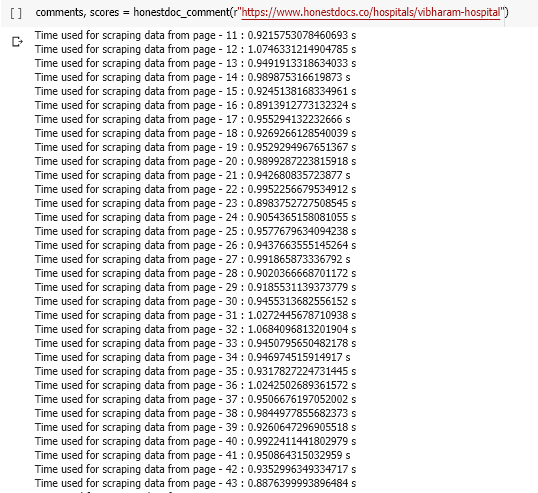 [ ] comments, scores = honestdoc_comment(r"https://www.honestdocs.co/hospitals/vibharam-hospital")
Time used for scraping data from page - 11 : 0.9215753078460693 s
Time used for scraping data from page - 12 : 1.0746331214904785 s
Time used for scraping data from page - 13 : 0.9491913318634033 s
Time used for scraping data from page - 14 : 0.989875316619873 s
Time used for scraping data from page - 15 : 0.9245138168334961 s
Time used for scraping data from page - 16 : 0.8913912773132324 s
Time used for scraping data from page - 17 : 0.955294132232666 s
Time used for scraping data from page - 18 : 0.9269266128540039 s
Time used for scraping data from page - 19 : 0.9529294967651367 s
Time used for scraping data from page - 20 : 0.9899287223815918 s
Time used for scraping data from page - 21 : 0.942680835723877 s
Time used for scraping data from page - 22 : 0.9952256679534912 s
Time used for scraping data from page - 23 : 0.8983752727508545 s
Time used for scraping data from page - 24 : 0.9054365158081055 s
Time used for scraping data from page - 25 : 0.9577679634094238 s
Time used for scraping data from page - 26 : 0.9437663555145264 s
Time used for scraping data from page - 27 : 0.991865873336792 s
Time used for scraping data from page - 28 : 0.9020366668701172 s
Time used for scraping data from page - 29 : 0.9185531139373779 s
Time used for scraping data from page - 30 : 0.9455313682556152 s
Time used for scraping data from page - 31 : 1.0272445678710938 s
Time used for scraping data from page - 32 : 1.0684096813201904 s
Time used for scraping data from page - 33 : 0.9450795650482178 s
Time used for scraping data from page - 34 : 0.946974515914917 s
Time used for scraping data from page - 35 : 0.9317827224731445 s
Time used for scraping data from page - 36 : 1.0242502689361572 s
Time used for scraping data from page - 37 : 0.9506676197052002 s
Time used for scraping data from page - 38 : 0.9844977855682373 s
Time used for scraping data from page - 39 : 0.9260647296905518 s
Time used for scraping data from page - 40 : 0.9922411441802979 s
Time used for scraping data from page - 41 : 0.950864315032959 s
Time used for scraping data from page - 42 : 0.9352996349334717 s
Time used for scraping data from page - 43 : 0.8876399993896484 s